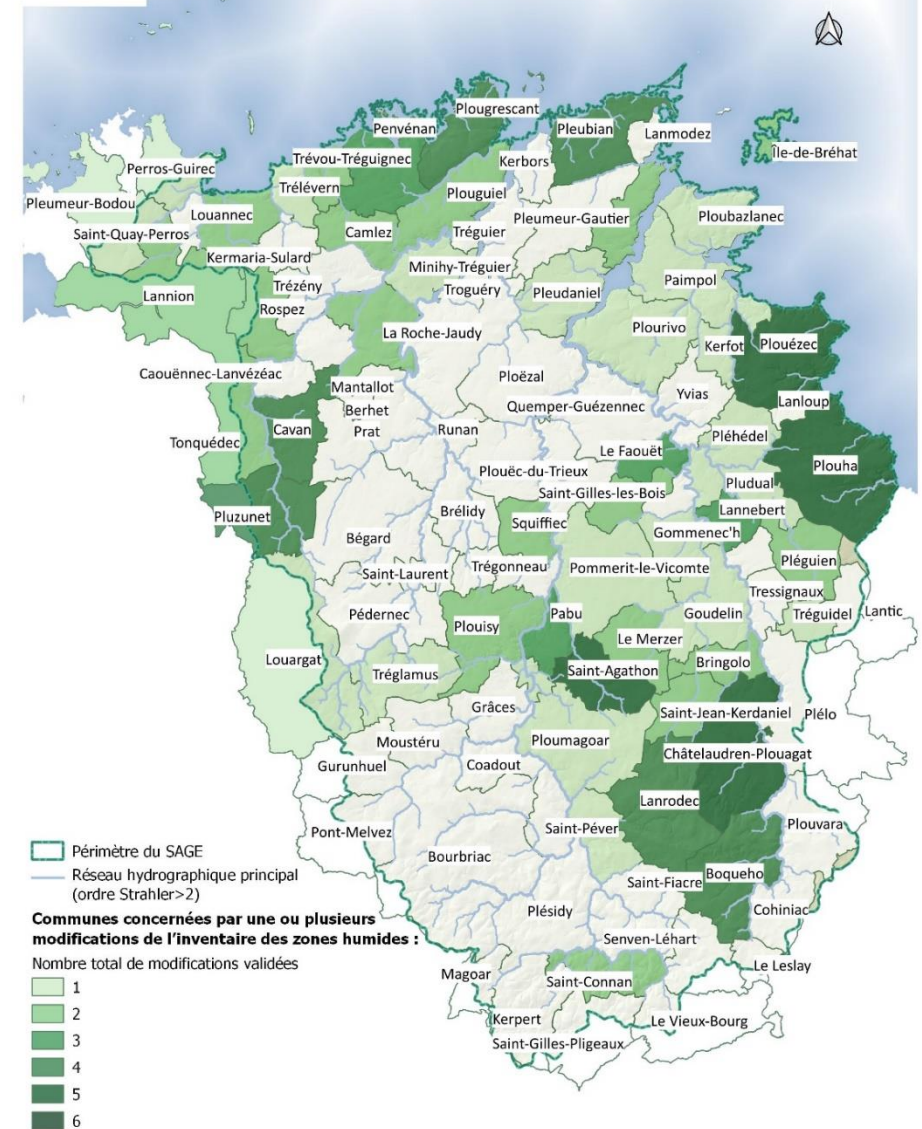 Plougrescant
Penvénan
Pleubian
Lanmodez
Île-de-Bréhat
Trévou-Tréguignec
Kerbors
Perros-Guirec
Trélévern
Plouguiel
Pleumeur-Bodou
Louannec
Pleumeur-Gautier
Ploubazlanec
Saint-Quay-Perros
Camlez
Tréguier
Kermaria-Sulard
Minihy-Tréguier
Paimpol
Lannion
Trézény
Troguéry
Pleudaniel
Rospez
La Roche-Jaudy
Plourivo
Kerfot
Plouézec
Caouënnec-Lanvézéac
Ploëzal
Mantallot
Yvias
Lanloup
Berhet
Quemper-Guézennec
Cavan
Prat
Runan
Pléhédel
Tonquédec
Le Faouët
Plouha
Plouëc-du-Trieux
Pludual
Saint-Gilles-les-Bois
Lannebert
Pluzunet
Brélidy
Squiffiec
Gommenec'h
Bégard
Pléguien
Saint-Laurent
Trégonneau
Pommerit-le-Vicomte
Tressignaux
Pédernec
Pabu
Goudelin
Tréguidel
Lantic
Plouisy
Le Merzer
Louargat
Tréglamus
Saint-Agathon
Bringolo
Grâces
Saint-Jean-Kerdaniel
Plélo
Moustéru
Ploumagoar
Gurunhuel
Coadout
Châtelaudren-Plouagat
Lanrodec
Pont-Melvez
Saint-Péver
Plouvara
Bourbriac
Saint-Fiacre
Boqueho
Plésidy
Cohiniac
Senven-Léhart
Le Leslay
Magoar
Saint-Connan
Kerpert
Le Vieux-Bourg
Saint-Gilles-Pligeaux
Périmètre du SAGE
Réseau hydrographique principal
(ordre Strahler>2)
Communes concernées par une ou plusieurs
modifications de l'inventaire des zones humides :
Nombre total de modifications validées
1
2
3
4
5
6